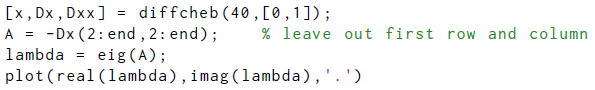 [x,Dx,Dxx] = diffcheb(40,[0,1]);
A = -Dx(2:end,2:end);    % leave out first row and column
lambda = eig(A);
plot(real(lambda),imag(lambda),'.')